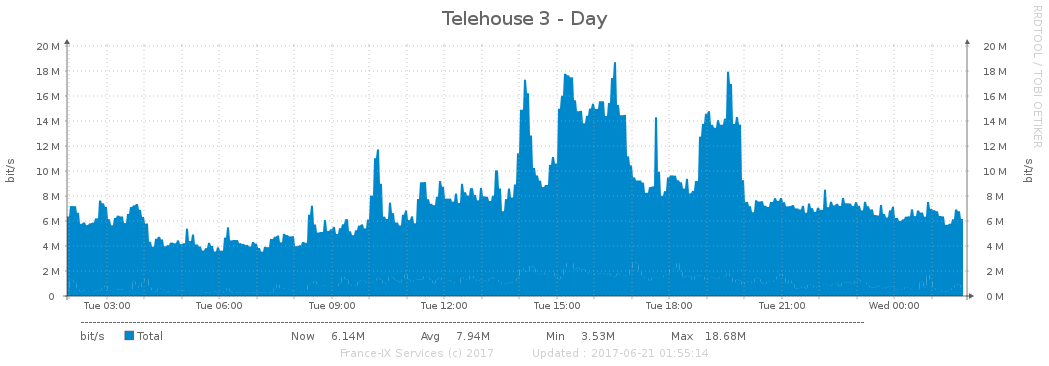 Telehouse 3 - Day
RRDTOOL / TOBI OETIKER
20 M 20 M
18 M 18 M
16 M 16 M
14 M 14 M
12 M 12 M
10 M 10 M
8 M 8 M
6 M 6 M
4 M 4 M
2 M 2 M
0 0 M
bit/s bit/s
Tue 03:00 Tue 06:00 Tue 09:00 Tue 12:00 Tue 15:00 Tue 18:00 Tue 21:00 Wed 00:00
bit/s Total Now 6.14M Avg 7.94M Min 3.53M Max 18.68M
France-IX Services (c) 2017 Updated : 2017-06-21 01:55:14